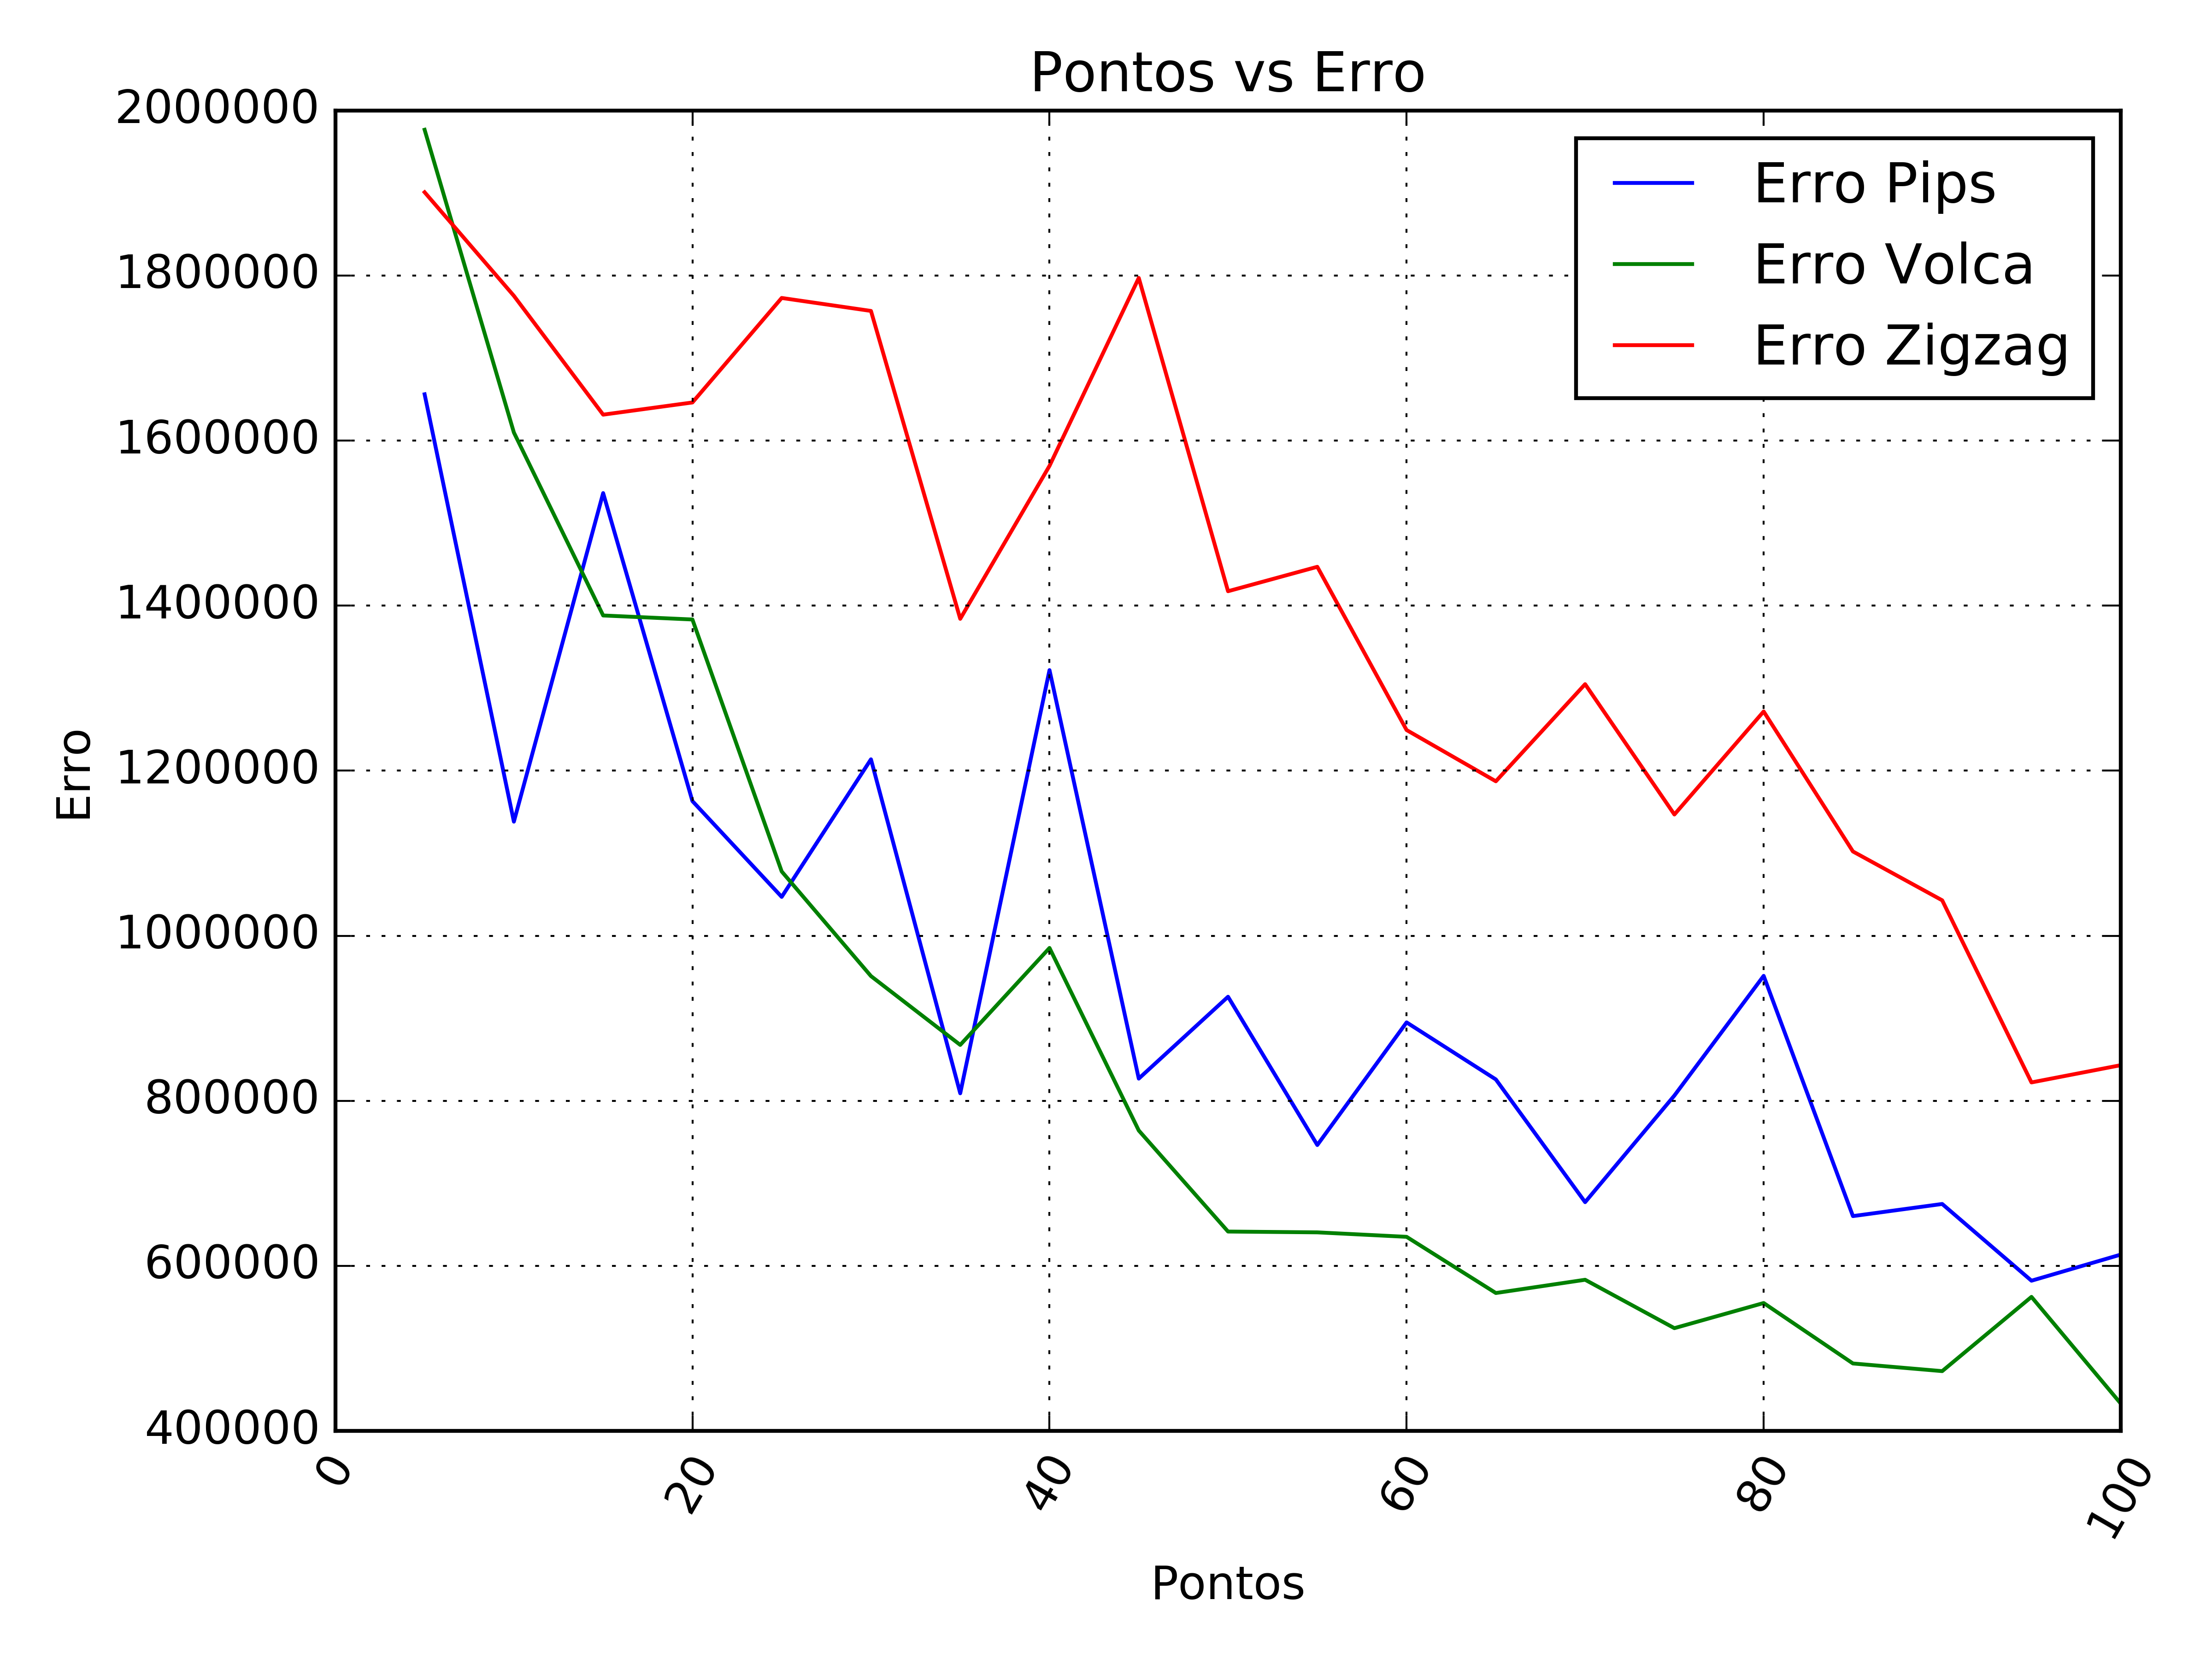 Pontos vs Erro
2000000
1800000
1600000
1400000
1200000
1000000
800000
600000
400000
Erro
Erro Pips
Erro Volca
Erro Zigzag
0 20 40 60 80 100
Pontos